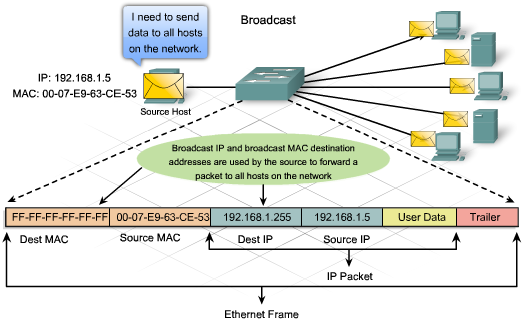 Broadcast
I need to send
data to all hosts
on the network.
IP: 192.168.1.5
MAC: 00-07-E9-63-CE-53
Source Host
Broadcast IP and broadcast MAC destination
addresses are used by the source to forward a
packet to all hosts on the network
FF-FF-FF-FF-FF-FF 00-07-E9-63-CE-53 192.168.1.255 192.168.1.5 User Data Trailer
Dest MAC Source MAC Dest IP Source IP
IP Packet
Ethernet Frame